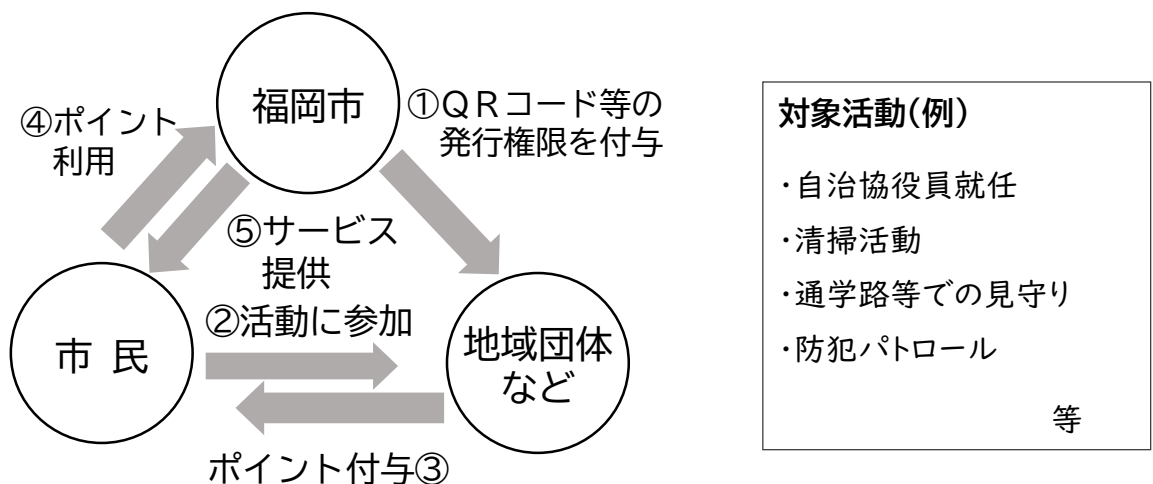 福岡市
①QRコード等の
発行権限を付与
④ポイント
利用
⑤サービス
提供
②活動に参加
市 民
地域団体
など
ポイント付与③
対象活動(例)
・自治協役員就任
・清掃活動
・通学路等での見守り
・防犯パトロール
等